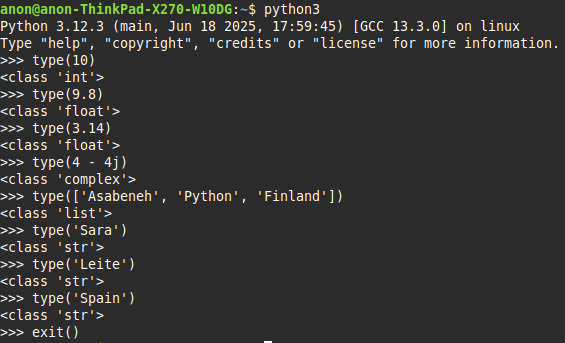 anon@anon-ThinkPad-X270-W10DG:~$ python3
Python 3.12.3 (main, Jun 18 2025, 17:59:45) [GCC 13.3.0] on linux
Type "help", "copyright", "credits" or "license" for more information.
>>> type(10)
<class 'int'>
>>> type(9.8)
<class 'float'>
>>> type(3.14)
<class 'float'>
>>> type(4 - 4j)
<class 'complex'>
>>> type(['Asabeneh', 'Python', 'Finland'])
<class 'list'>
>>> type('Sara')
<class 'str'>
>>> type('Leite')
<class 'str'>
>>> type('Spain')
<class 'str'>
>>> exit()